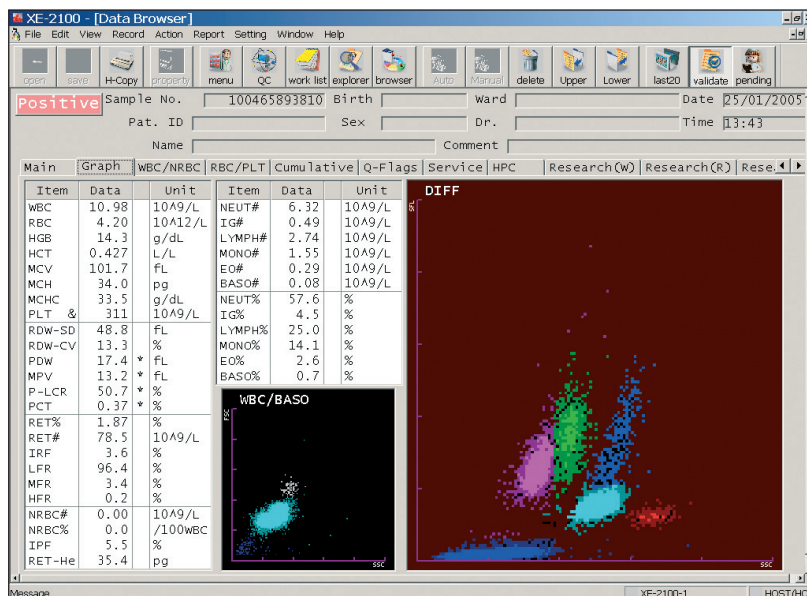 XE-2100 - [Data Browser]
File Edit View Record Action Report Setting Window Help
open save H-Copy property menu QC work list explorer browser Auto Manual delete Upper Lower last20 validate pending
Positive Sample No. 100465893810 Birth Ward Date 25/01/2005
Pat. ID Sex Dr. Time 13:43
Name Comment
Main Graph WBC/NRBC RBC/PLT Cumulative Q-Flags Service HPC Research(W) Research(R) Rese.
Item Data Unit
WBC 10.98 10^9/L
RBC 4.20 10^12/L
HGB 14.3 g/dL
HCT 0.427 L/L
MCV 101.7 fL
MCH 34.0 pg
MCHC 33.5 g/dL
PLT & 311 10^9/L
RDW-SD 48.8 fL
RDW-CV 13.3 %
PDW 17.4 * fL
MPV 13.2 * fL
P-LCR 50.7 * %
PCT 0.37 * %
RET% 1.87 %
RET# 78.5 10^9/L
IRF 3.6 %
LFR 96.4 %
MFR 3.4 %
HFR 0.2 %
NRBC# 0.00 10^9/L
NRBC% 0.0 /100WBC
IPF 5.5 %
RET-He 35.4 pg
Item Data Unit
NEUT# 6.32 10^9/L
IG# 0.49 10^9/L
LYMPH# 2.74 10^9/L
MONO# 1.55 10^9/L
EO# 0.29 10^9/L
BASO# 0.08 10^9/L
NEUT% 57.6 %
IG% 4.5 %
LYMPH% 25.0 %
MONO% 14.1 %
EO% 2.6 %
BASO% 0.7 %
WBC/BASO
FSC
SSC
DIFF
SFL
SSC
Message XE-2100-1 HOST(HC